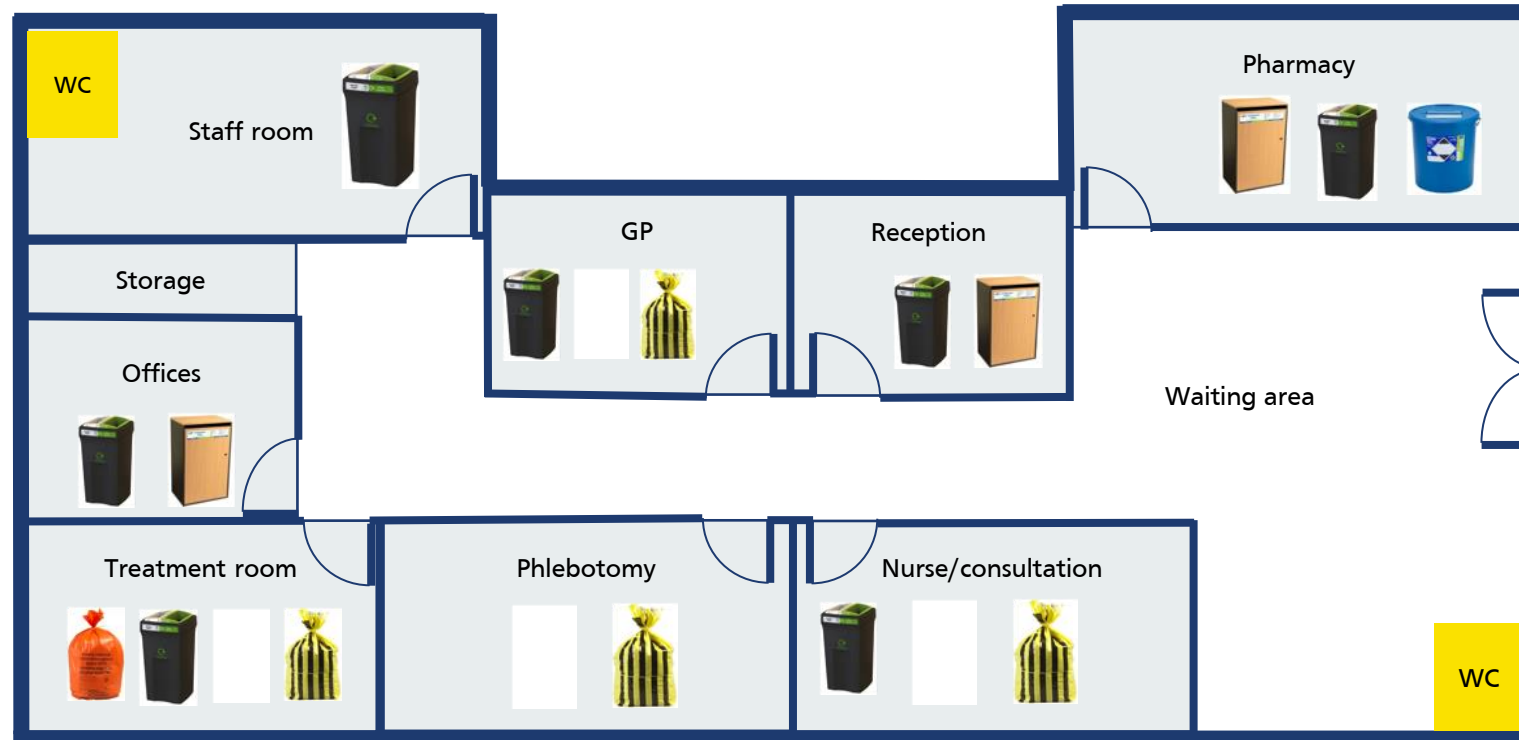 WC
Staff room
Pharmacy
GP
Reception
Storage
Offices
Waiting area
Treatment room
Phlebotomy
Nurse/consultation
WC